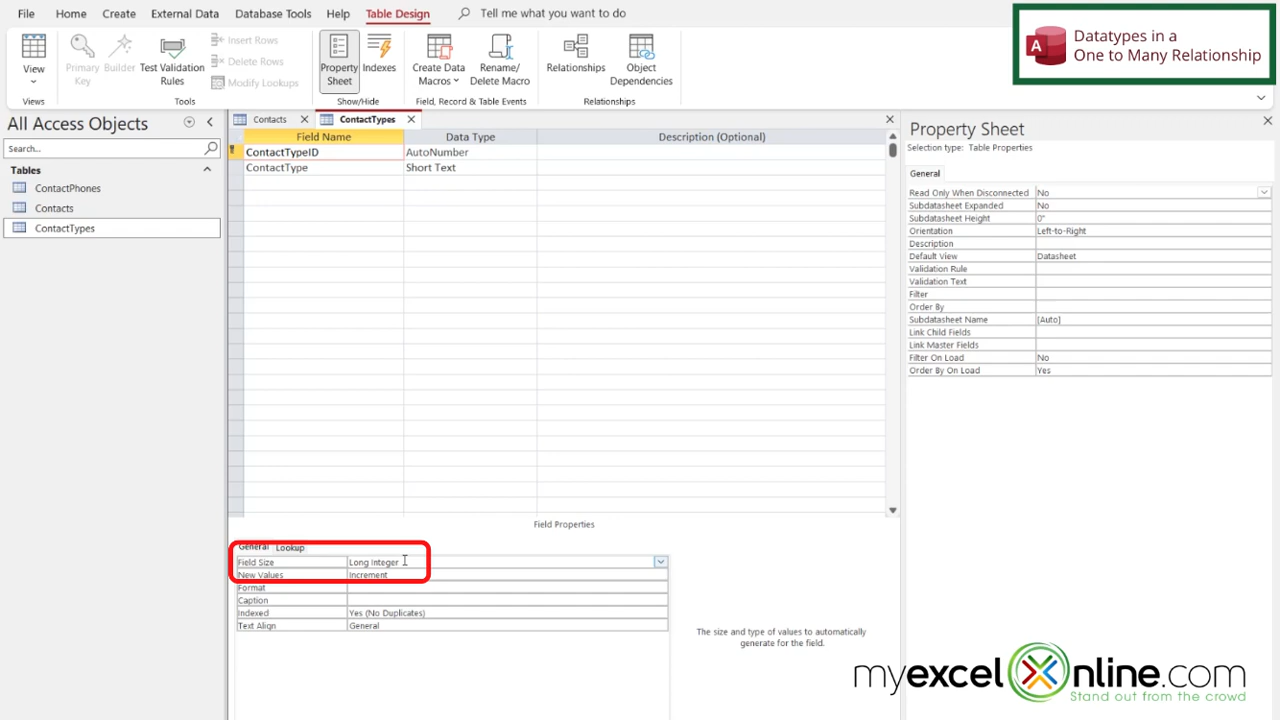 File Home Create External Data Database Tools Help Table Design Tell me what you want to do
Datatypes in a
One to Many Relationship
View
Primary
Key
Builder
Test Validation
Rules
Insert Rows
Delete Rows
Modify Lookups
Property
Sheet
Indexes
Create Data
Macros
Rename/
Delete Macro
Relationships
Object
Dependencies
Views Tools Show/Hide Field, Record & Table Events Relationships
All Access Objects
Search...
Tables
ContactPhones
Contacts
ContactTypes
Contacts ContactTypes
Field Name Data Type Description (Optional)
ContactTypeID AutoNumber
ContactType Short Text
Field Properties
General Lookup
Field Size Long Integer
New Values Increment
Format
Caption
Indexed Yes (No Duplicates)
Text Align General
The size and type of values to automatically
generate for the field.
Property Sheet
Selection type: Table Properties
General
Read Only When Disconnected No
Subdatasheet Expanded No
Subdatasheet Height 0"
Orientation Left-to-Right
Description
Default View Datasheet
Validation Rule
Validation Text
Filter
Order By
Subdatasheet Name [Auto]
Link Child Fields
Link Master Fields
Filter On Load No
Order By On Load Yes
myexcelonline.com
Stand out from the crowd